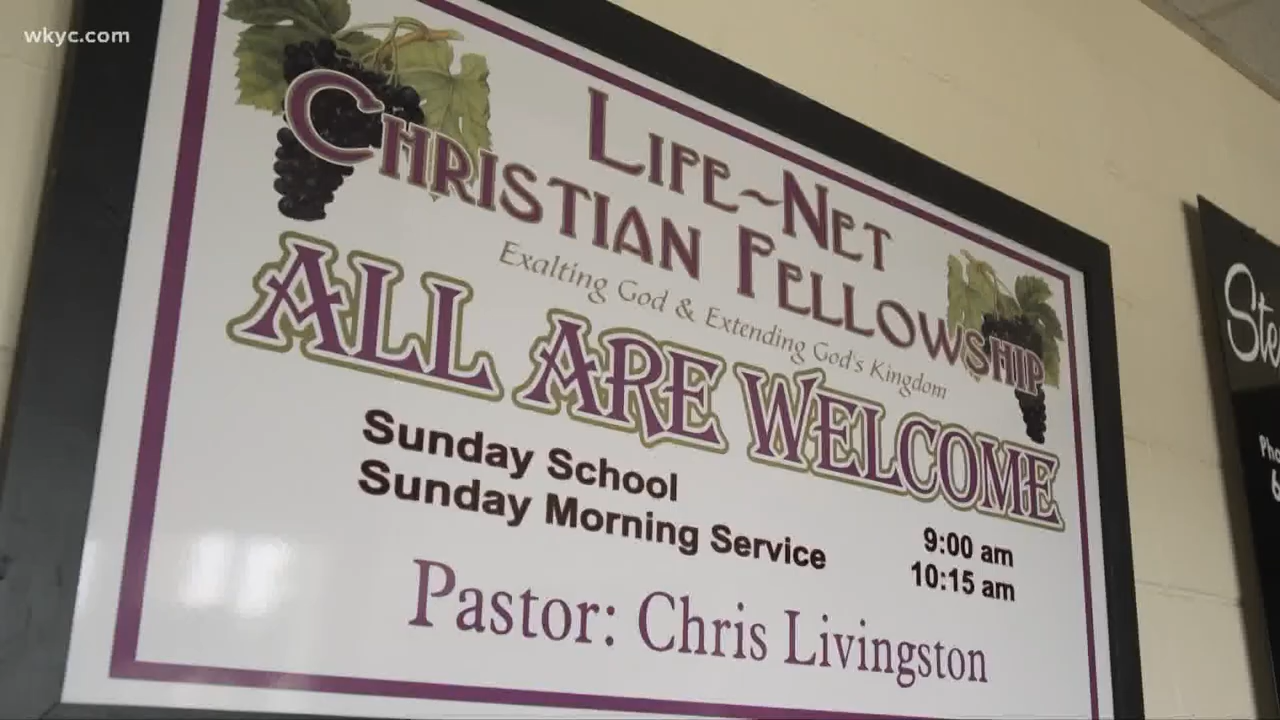 wkyc.com
LIFE~NET
CHRISTIAN FELLOWSHIP
Exalting God & Extending God's Kingdom
ALL ARE WELCOME
Sunday School 9:00 am
Sunday Morning Service 10:15 am
Pastor: Chris Livingston